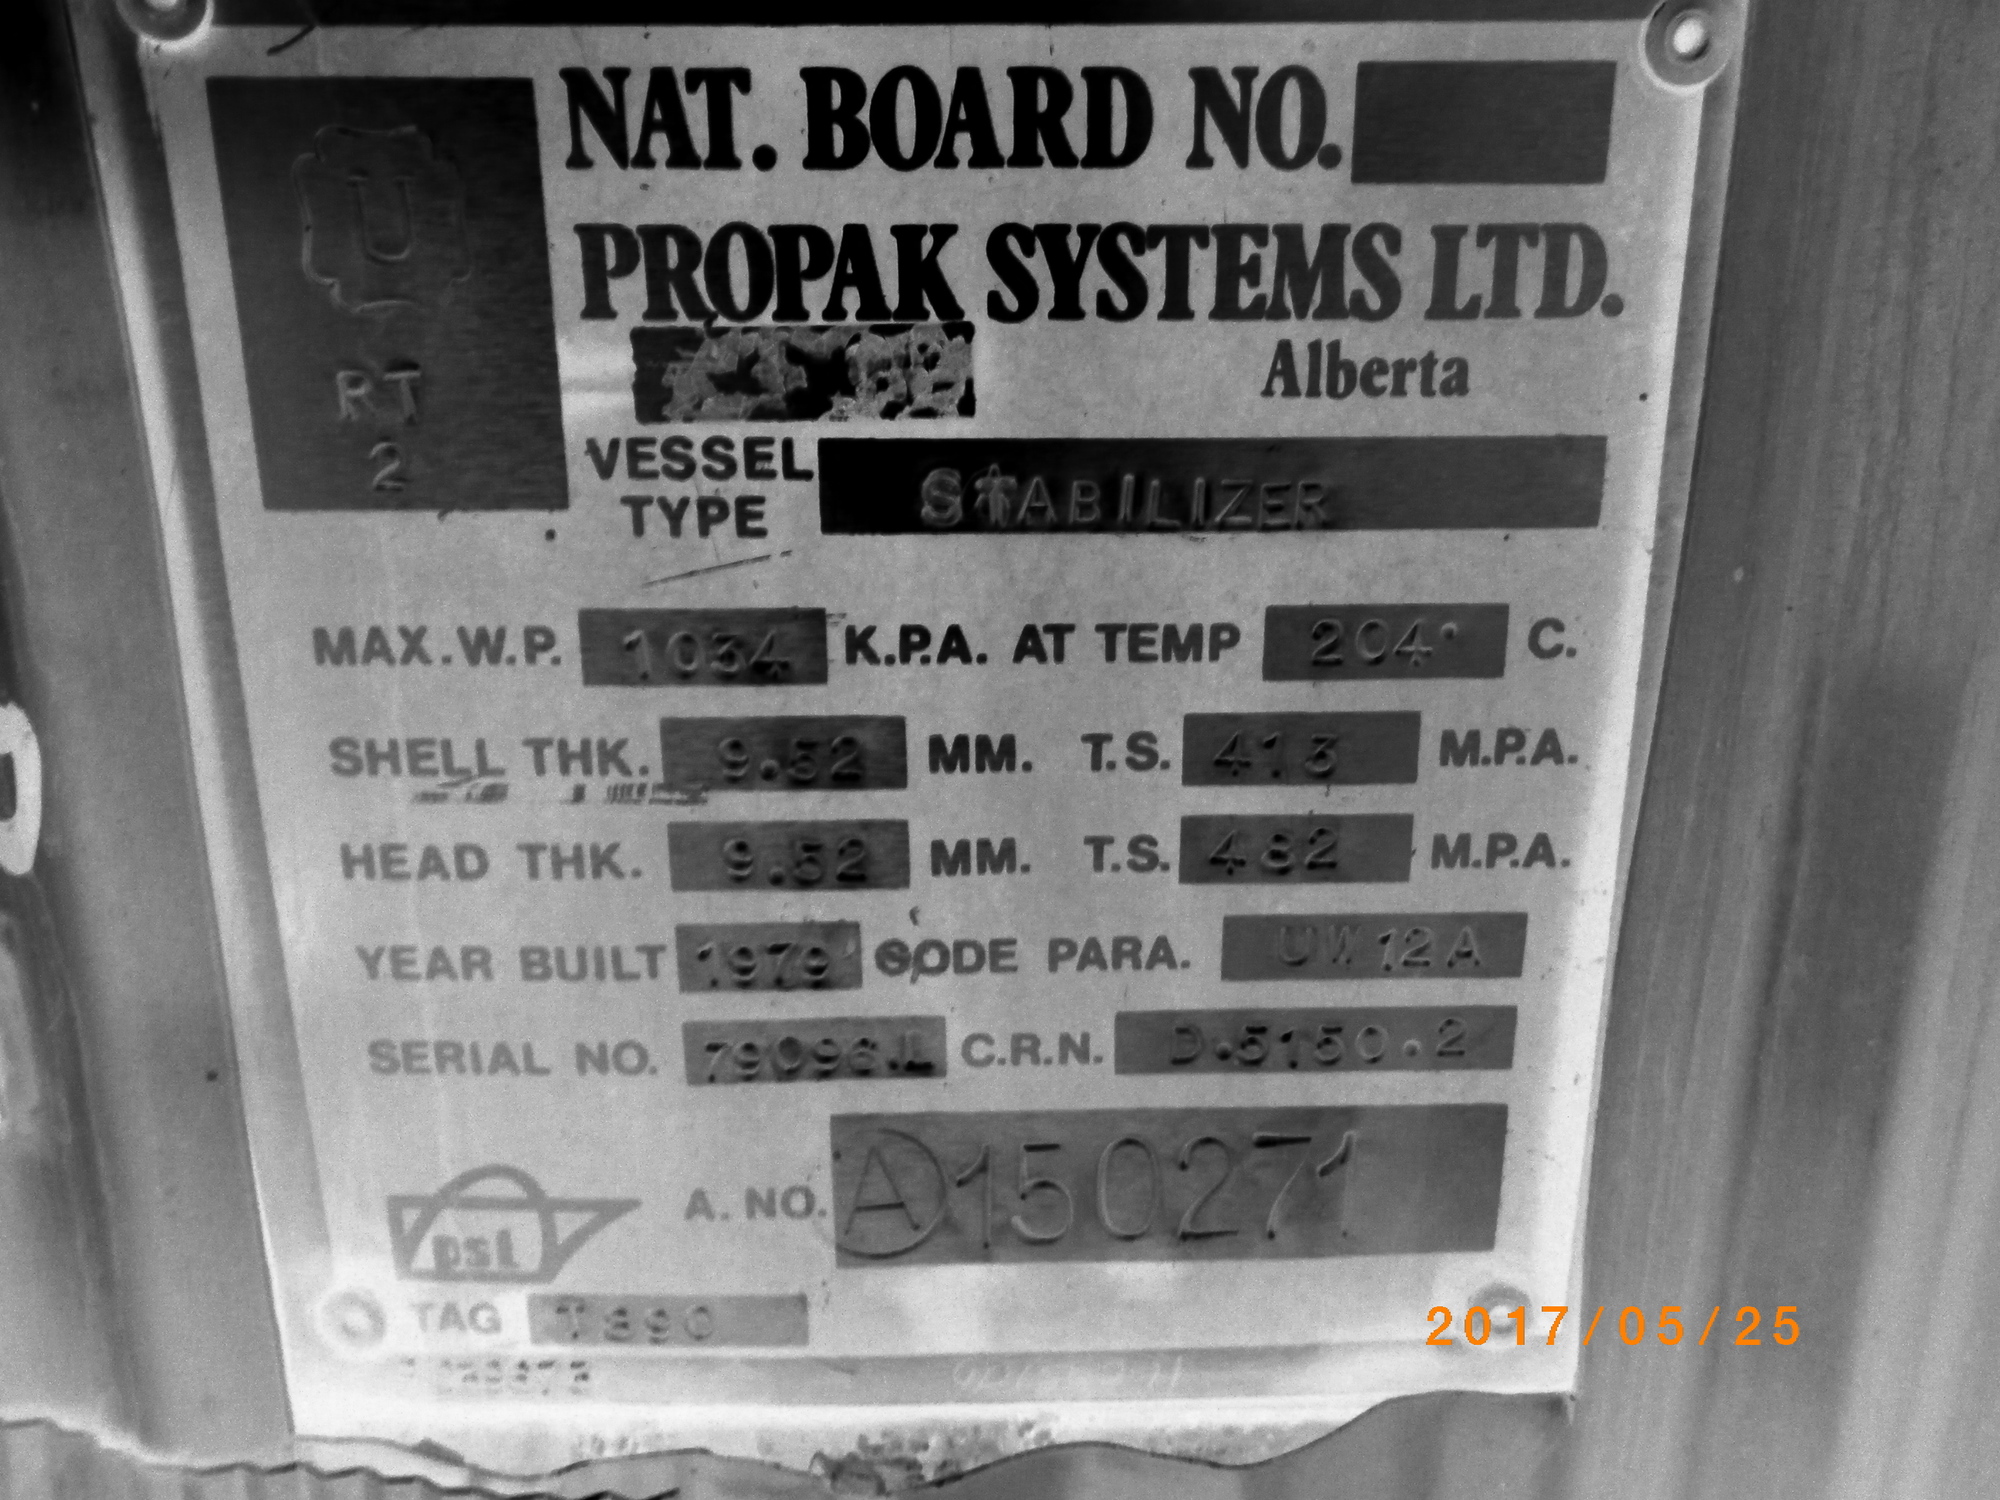 NAT. BOARD NO.
U
RT
2
PROPAK SYSTEMS LTD.
Alberta
VESSEL TYPE STABILIZER
MAX.W.P. 1034 K.P.A. AT TEMP 204° C.
SHELL THK. 9.52 MM. T.S. 413 M.P.A.
HEAD THK. 9.52 MM. T.S. 482 M.P.A.
YEAR BUILT 1979 CODE PARA. UW 12 A
SERIAL NO. 79096.L C.R.N. D.5150.2
psl
A. NO. A 150271
TAG T890
2017/05/25